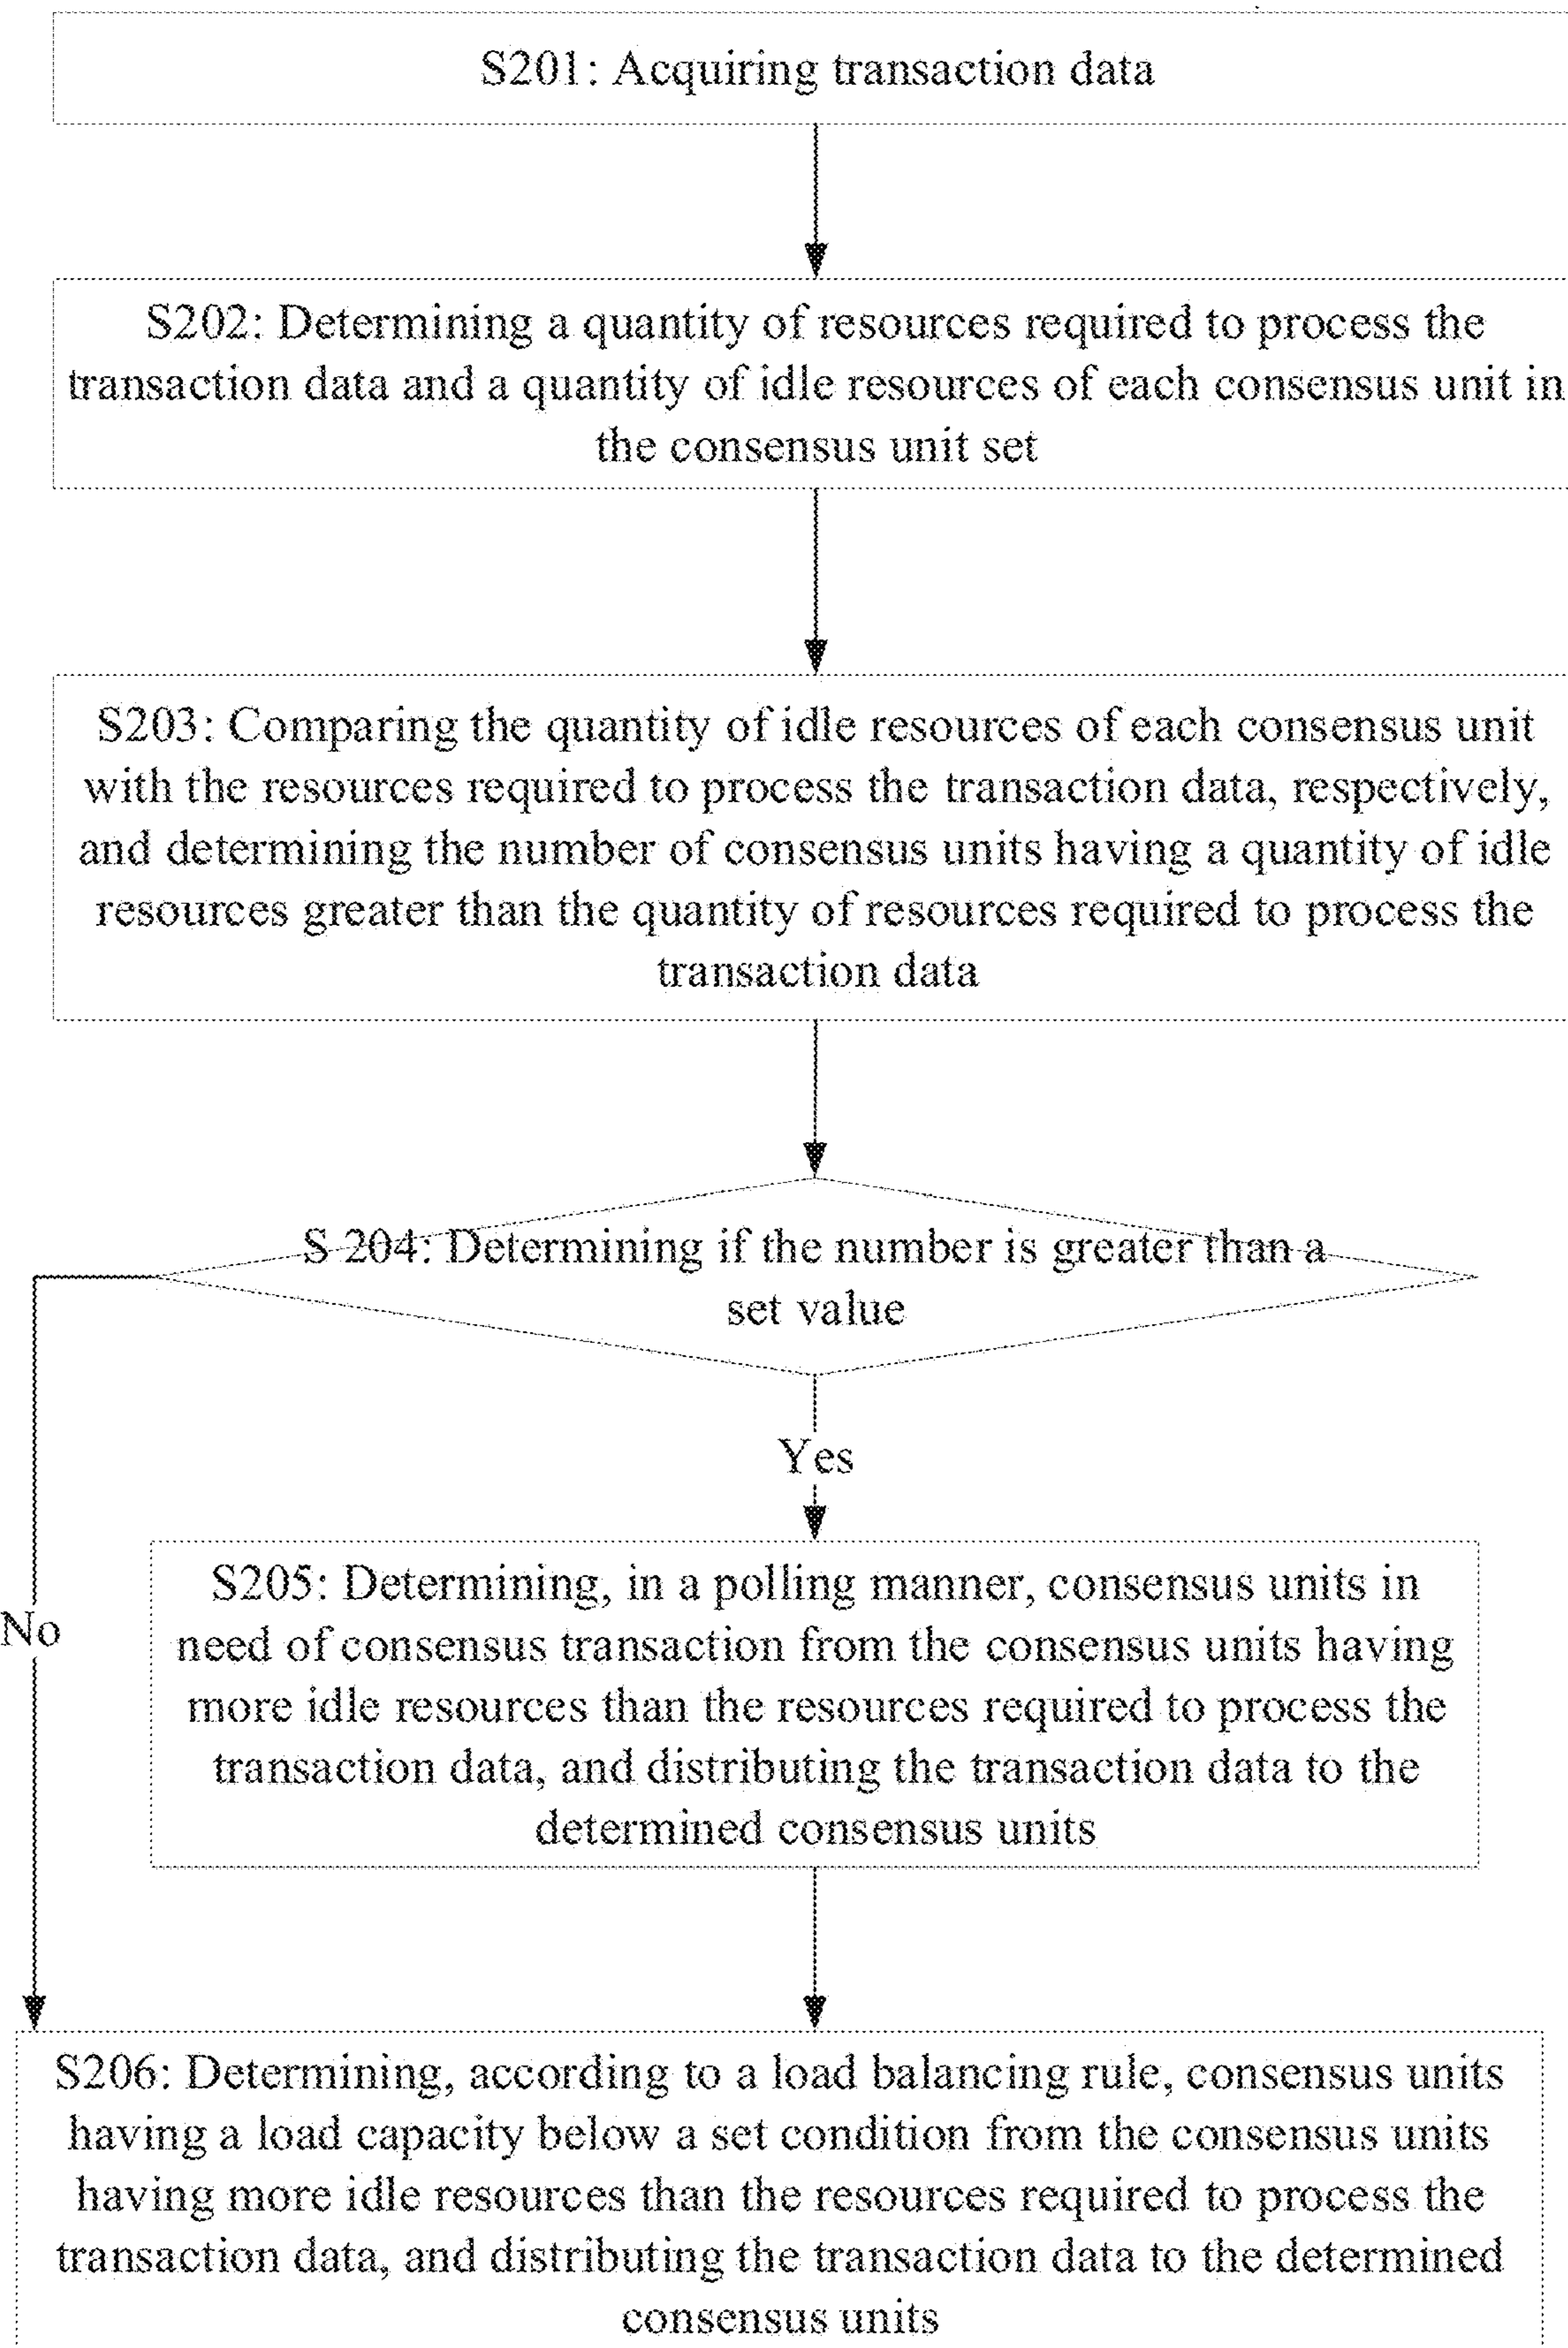 S201: Acquiring transaction data
S202: Determining a quantity of resources required to process the
transaction data and a quantity of idle resources of each consensus unit in
the consensus unit set
S203: Comparing the quantity of idle resources of each consensus unit
with the resources required to process the transaction data, respectively,
and determining the number of consensus units having a quantity of idle
resources greater than the quantity of resources required to process the
transaction data
S 204: Determining if the number is greater than a
set value
Yes
S205: Determining, in a polling manner, consensus units in
need of consensus transaction from the consensus units having
more idle resources than the resources required to process the
transaction data, and distributing the transaction data to the
determined consensus units
No
S206: Determining, according to a load balancing rule, consensus units
having a load capacity below a set condition from the consensus units
having more idle resources than the resources required to process the
transaction data, and distributing the transaction data to the determined
consensus units